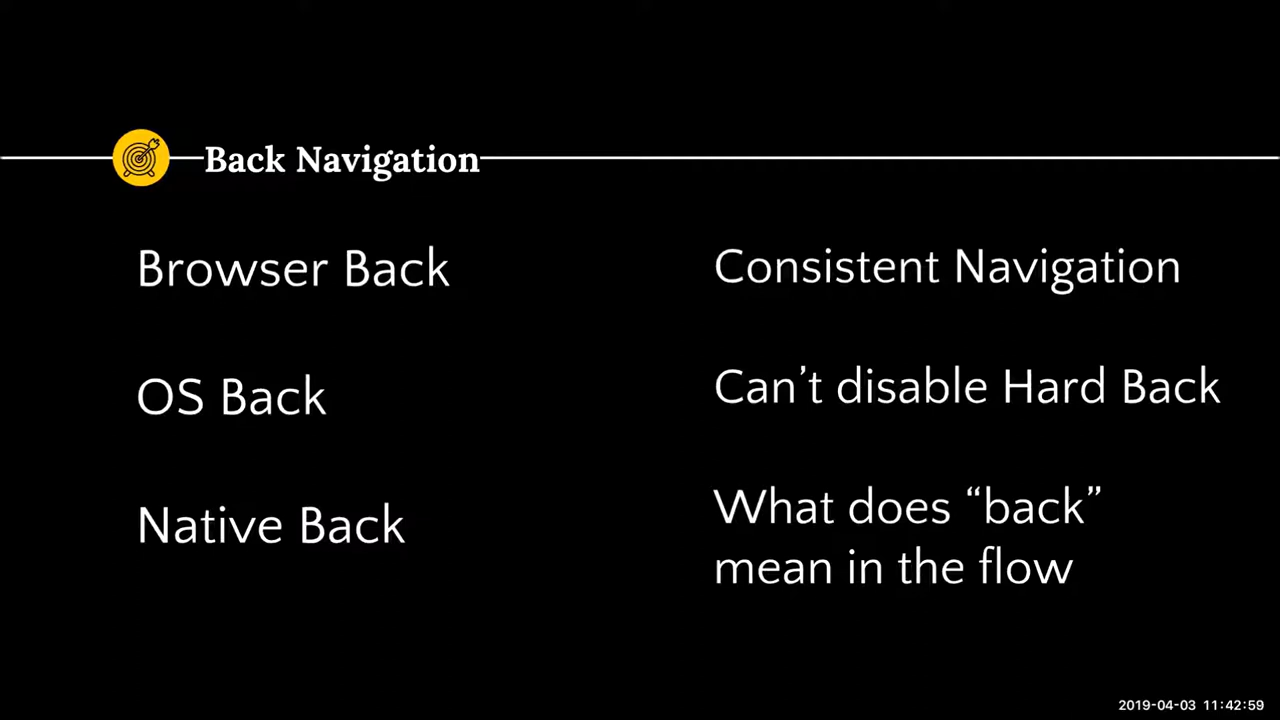 Back Navigation
Browser Back
OS Back
Native Back
Consistent Navigation
Can’t disable Hard Back
What does “back”
mean in the flow
2019-04-03 11:42:59